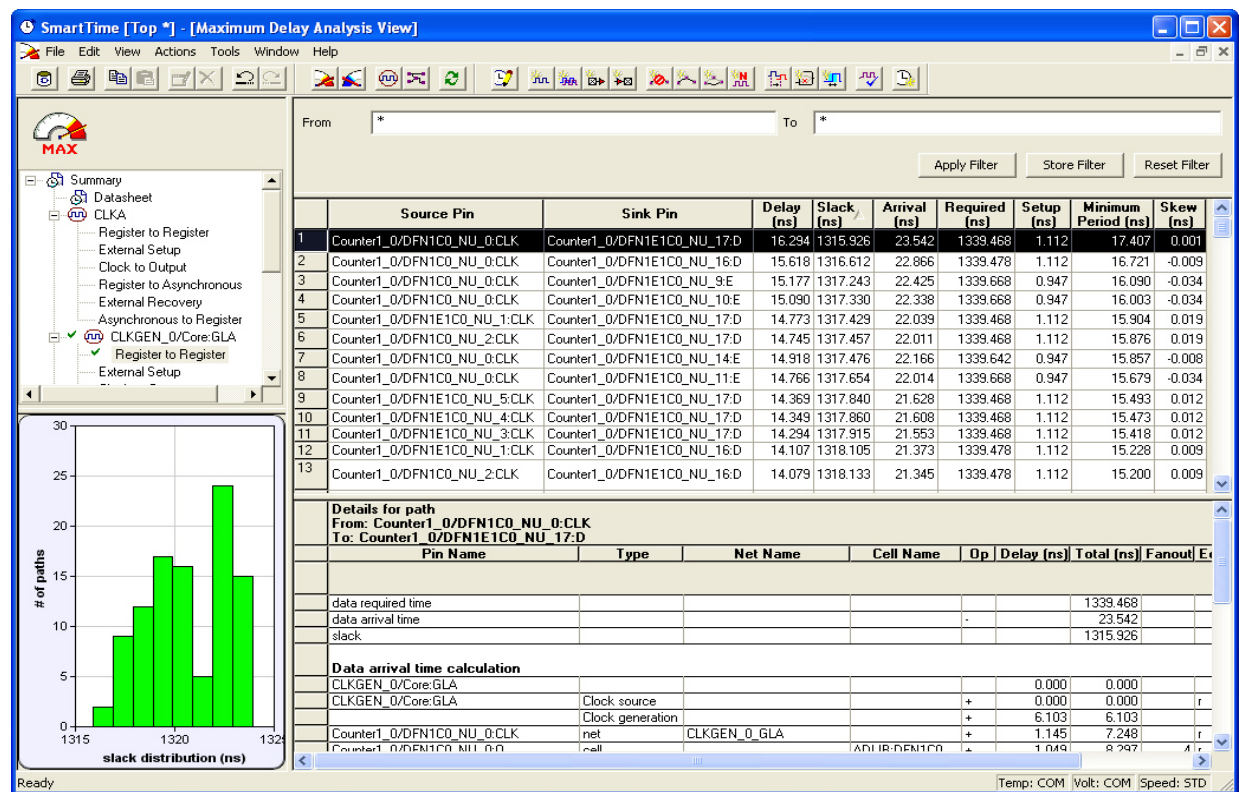 SmartTime [Top *] - [Maximum Delay Analysis View]
File Edit View Actions Tools Window Help
MAX
From * To *
Apply Filter Store Filter Reset Filter
Summary
Datasheet
CLKA
Register to Register
External Setup
Clock to Output
Register to Asynchronous
External Recovery
Asynchronous to Register
CLKGEN_0/Core:GLA
Register to Register
External Setup
Source Pin Sink Pin Delay (ns) Slack (ns) Arrival (ns) Required (ns) Setup (ns) Minimum Period (ns) Skew (ns)
1 Counter1_0/DFN1C0_NU_0:CLK Counter1_0/DFN1E1C0_NU_17:D 16.294 1315.926 23.542 1339.468 1.112 17.407 0.001
2 Counter1_0/DFN1C0_NU_0:CLK Counter1_0/DFN1E1C0_NU_16:D 15.618 1316.612 22.866 1339.478 1.112 16.721 -0.009
3 Counter1_0/DFN1C0_NU_0:CLK Counter1_0/DFN1E1C0_NU_9:E 15.177 1317.243 22.425 1339.668 0.947 16.090 -0.034
4 Counter1_0/DFN1C0_NU_0:CLK Counter1_0/DFN1E1C0_NU_10:E 15.090 1317.330 22.338 1339.668 0.947 16.003 -0.034
5 Counter1_0/DFN1E1C0_NU_1:CLK Counter1_0/DFN1E1C0_NU_17:D 14.773 1317.429 22.039 1339.468 1.112 15.904 0.019
6 Counter1_0/DFN1C0_NU_2:CLK Counter1_0/DFN1E1C0_NU_17:D 14.745 1317.457 22.011 1339.468 1.112 15.876 0.019
7 Counter1_0/DFN1C0_NU_0:CLK Counter1_0/DFN1E1C0_NU_14:E 14.918 1317.476 22.166 1339.642 0.947 15.857 -0.008
8 Counter1_0/DFN1C0_NU_0:CLK Counter1_0/DFN1E1C0_NU_11:E 14.766 1317.654 22.014 1339.668 0.947 15.679 -0.034
9 Counter1_0/DFN1E1C0_NU_5:CLK Counter1_0/DFN1E1C0_NU_17:D 14.369 1317.840 21.628 1339.468 1.112 15.493 0.012
10 Counter1_0/DFN1E1C0_NU_4:CLK Counter1_0/DFN1E1C0_NU_17:D 14.349 1317.860 21.608 1339.468 1.112 15.473 0.012
11 Counter1_0/DFN1E1C0_NU_3:CLK Counter1_0/DFN1E1C0_NU_17:D 14.294 1317.915 21.553 1339.468 1.112 15.418 0.012
12 Counter1_0/DFN1E1C0_NU_1:CLK Counter1_0/DFN1E1C0_NU_16:D 14.107 1318.105 21.373 1339.478 1.112 15.228 0.009
13 Counter1_0/DFN1C0_NU_2:CLK Counter1_0/DFN1E1C0_NU_16:D 14.079 1318.133 21.345 1339.478 1.112 15.200 0.009
30
25
20
15
10
5
0
# of paths
1315 1320 132
slack distribution (ns)
Details for path
From: Counter1_0/DFN1C0_NU_0:CLK
To: Counter1_0/DFN1E1C0_NU_17:D
Pin Name Type Net Name Cell Name Op Delay (ns) Total (ns) Fanout
data required time 1339.468
data arrival time - 23.542
slack 1315.926
Data arrival time calculation
CLKGEN_0/Core:GLA 0.000 0.000
CLKGEN_0/Core:GLA Clock source + 0.000 0.000 r
Clock generation + 6.103 6.103
Counter1_0/DFN1C0_NU_0:CLK net CLKGEN_0_GLA + 1.145 7.248 r
Counter1_0/DFN1C0_NU_0:Q cell ADLIB:DFN1C0 + 1.049 8.297 4 r
Ready Temp: COM Volt: COM Speed: STD